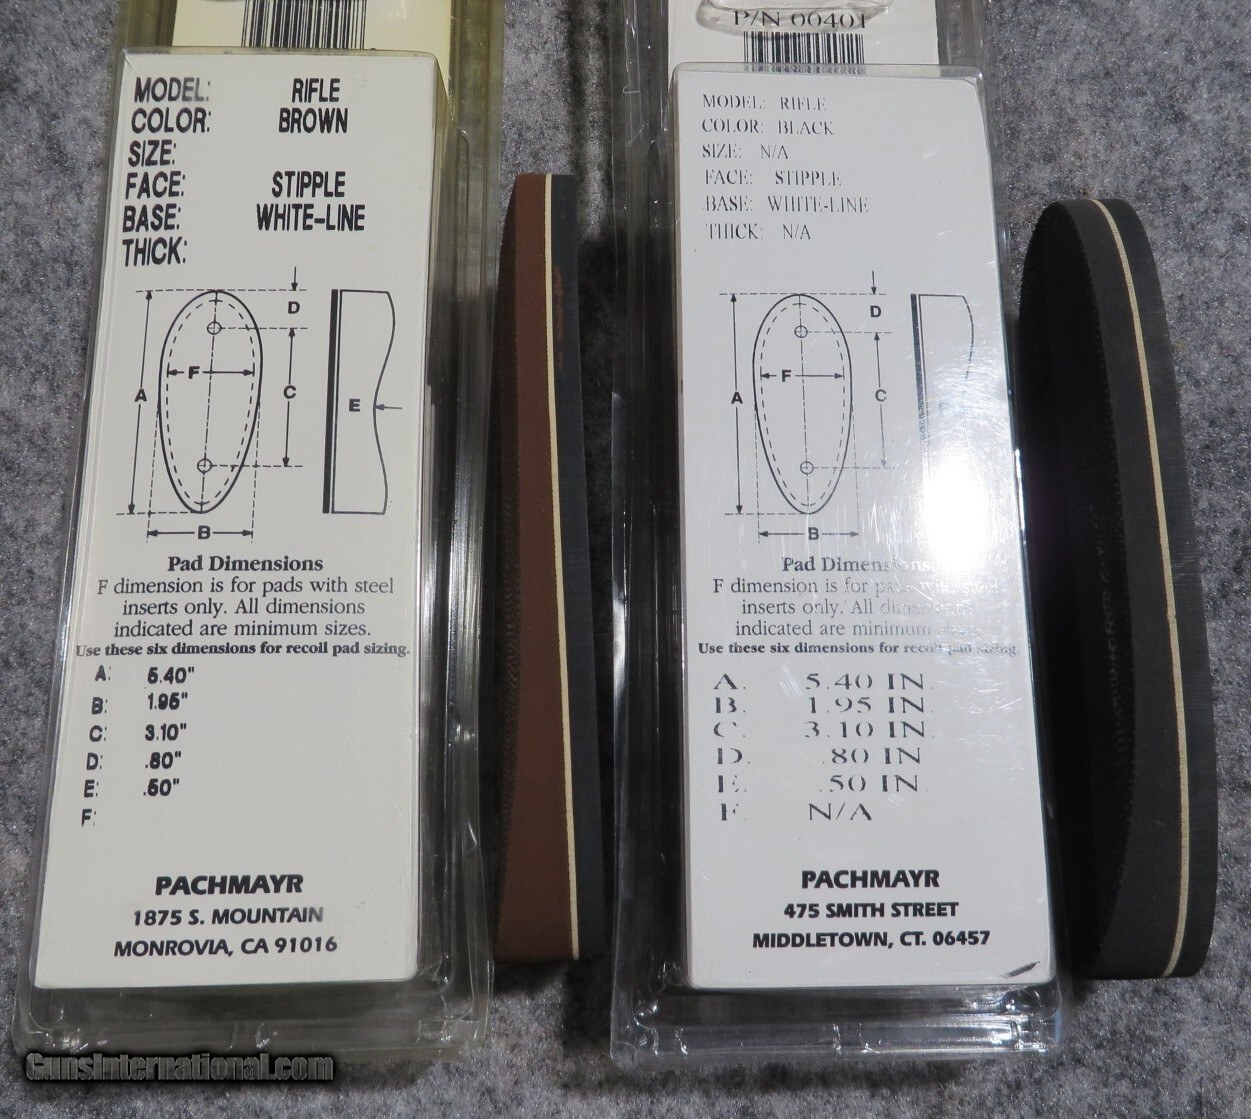 MODEL: RIFLE
COLOR: BROWN
SIZE:
FACE: STIPPLE
BASE: WHITE-LINE
THICK:
D
A
F
C
E
B
Pad Dimensions
F dimension is for pads with steel
inserts only. All dimensions
indicated are minimum sizes.
Use these six dimensions for recoil pad sizing.
A: 5.40"
B: 1.95"
C: 3.10"
D: .80"
E: .50"
F:
PACHMAYR
1875 S. MOUNTAIN
MONROVIA, CA 91016
P/N 00401
MODEL: RIFLE
COLOR: BLACK
SIZE: N/A
FACE: STIPPLE
BASE: WHITE-LINE
THICK: N/A
D
A
F
C
B
Pad Dimensions
F dimension is for pads with steel
inserts only. All dimensions
indicated are minimum sizes.
Use these six dimensions for recoil pad sizing.
A. 5.40 IN.
B. 1.95 IN.
C. 3.10 IN.
D. .80 IN
E. .50 IN.
F N/A
PACHMAYR
475 SMITH STREET
MIDDLETOWN, CT. 06457
GunsInternational.com